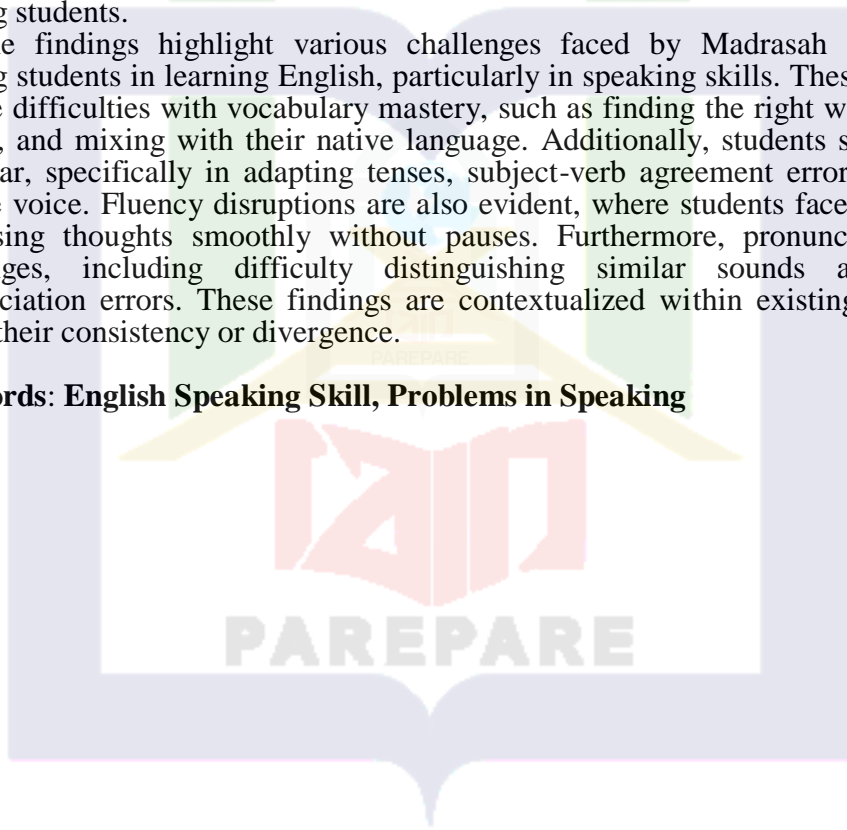 g students.
e findings highlight various challenges faced by Madrasah
g students in learning English, particularly in speaking skills. These
e difficulties with vocabulary mastery, such as finding the right w
, and mixing with their native language. Additionally, students s
ar, specifically in adapting tenses, subject-verb agreement error
e voice. Fluency disruptions are also evident, where students face
sing thoughts smoothly without pauses. Furthermore, pronunc
ges, including difficulty distinguishing similar sounds a
ciation errors. These findings are contextualized within existing
their consistency or divergence.
PAREPARE
ords: English Speaking Skill, Problems in Speaking
PAREPARE